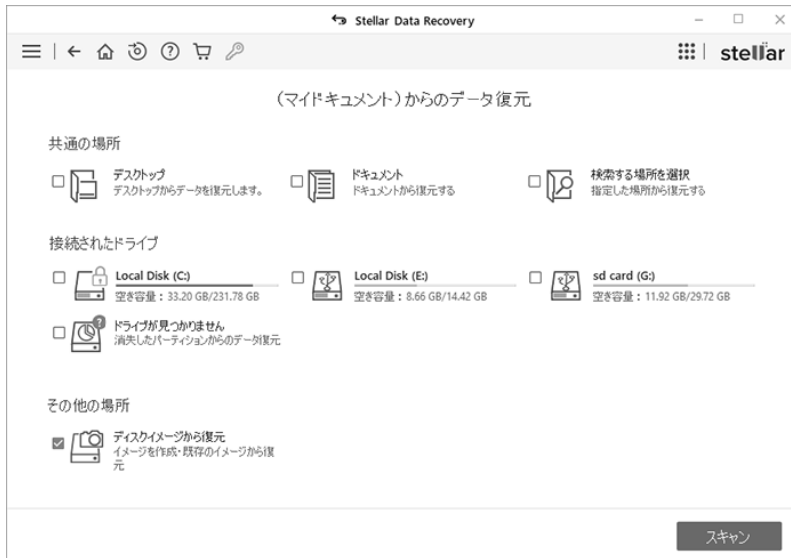 Stellar Data Recovery
stellar
(マイドキュメント)からのデータ復元
共通の場所
デスクトップ
デスクトップからデータを復元します。
ドキュメント
ドキュメントから復元する
検索する場所を選択
指定した場所から復元する
接続されたドライブ
Local Disk (C:)
空き容量：33.20 GB/231.78 GB
Local Disk (E:)
空き容量：8.66 GB/14.42 GB
sd card (G:)
空き容量：11.92 GB/29.72 GB
ドライブが見つかりません
消失したパーティションからのデータ復元
その他の場所
ディスクイメージから復元
イメージを作成・既存のイメージから復
元
スキャン